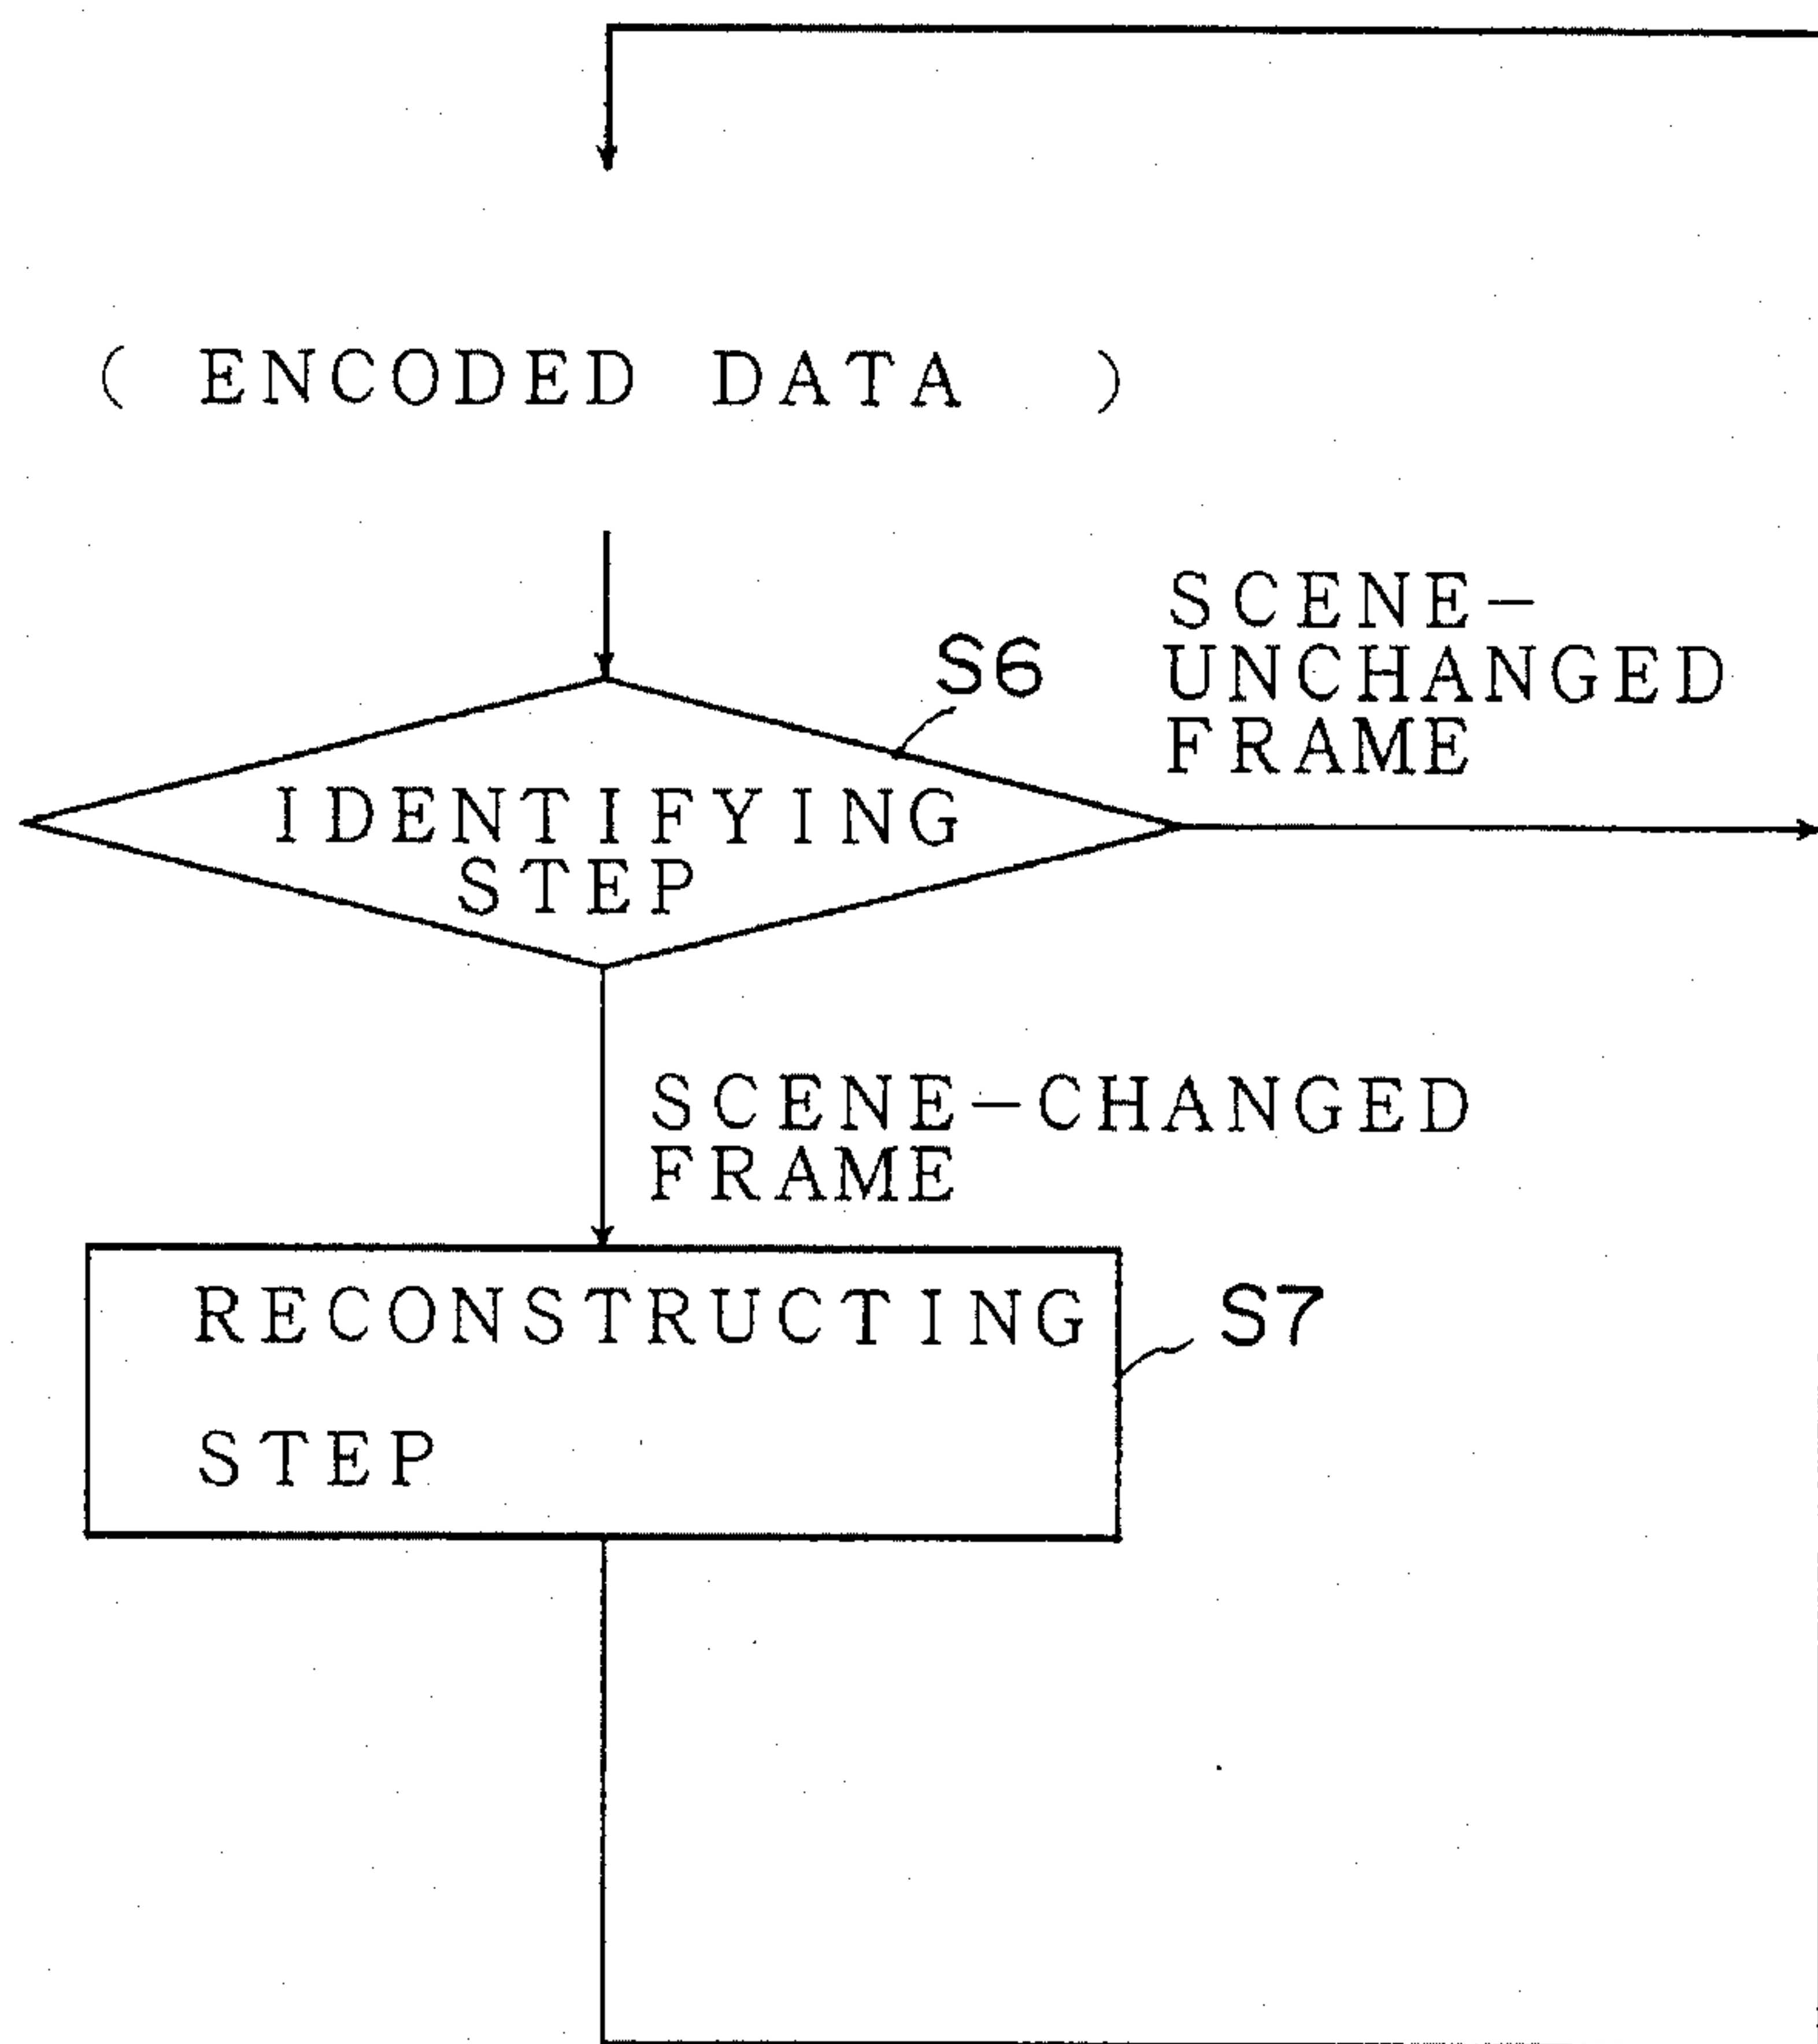 ( ENCODED DATA )
S6
SCENE-
UNCHANGED
FRAME
IDENTIFYING
STEP
SCENE-CHANGED
FRAME
RECONSTRUCTING
STEP
S7